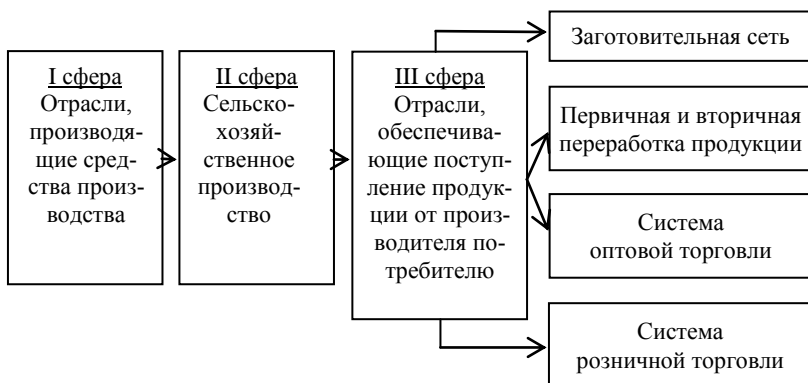 I сфера
Отрасли,
производя-
щие сред-
ства произ-
водства
II сфера
Сельско-
хозяй-
ственное
производ-
ство
III сфера
Отрасли,
обеспечива-
ющие поступ-
ление продук-
ции от произ-
водителя по-
требителю
Заготовительная сеть
Первичная и вторичная
переработка продукции
Система
оптовой торговли
Система
розничной торговли